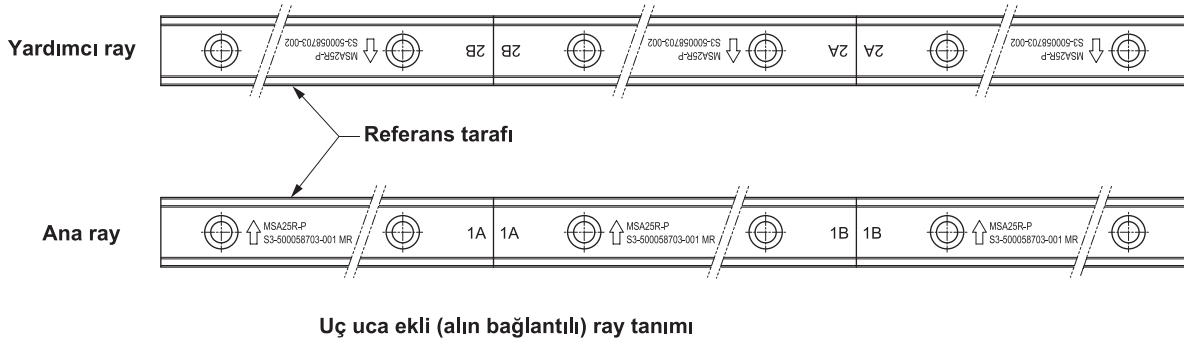 Yardımcı ray
MSA25R-P
S3-500058703-002
2B 2B
MSA25R-P
S3-500058703-002
2A 2A
MSA25R-P
S3-500058703-002
Referans tarafı
Ana ray
MSA25R-P
S3-500058703-001 MR
1A 1A
MSA25R-P
S3-500058703-001 MR
1B 1B
MSA25R-P
S3-500058703-001 MR
Uç uca ekli (alın bağlantılı) ray tanımı